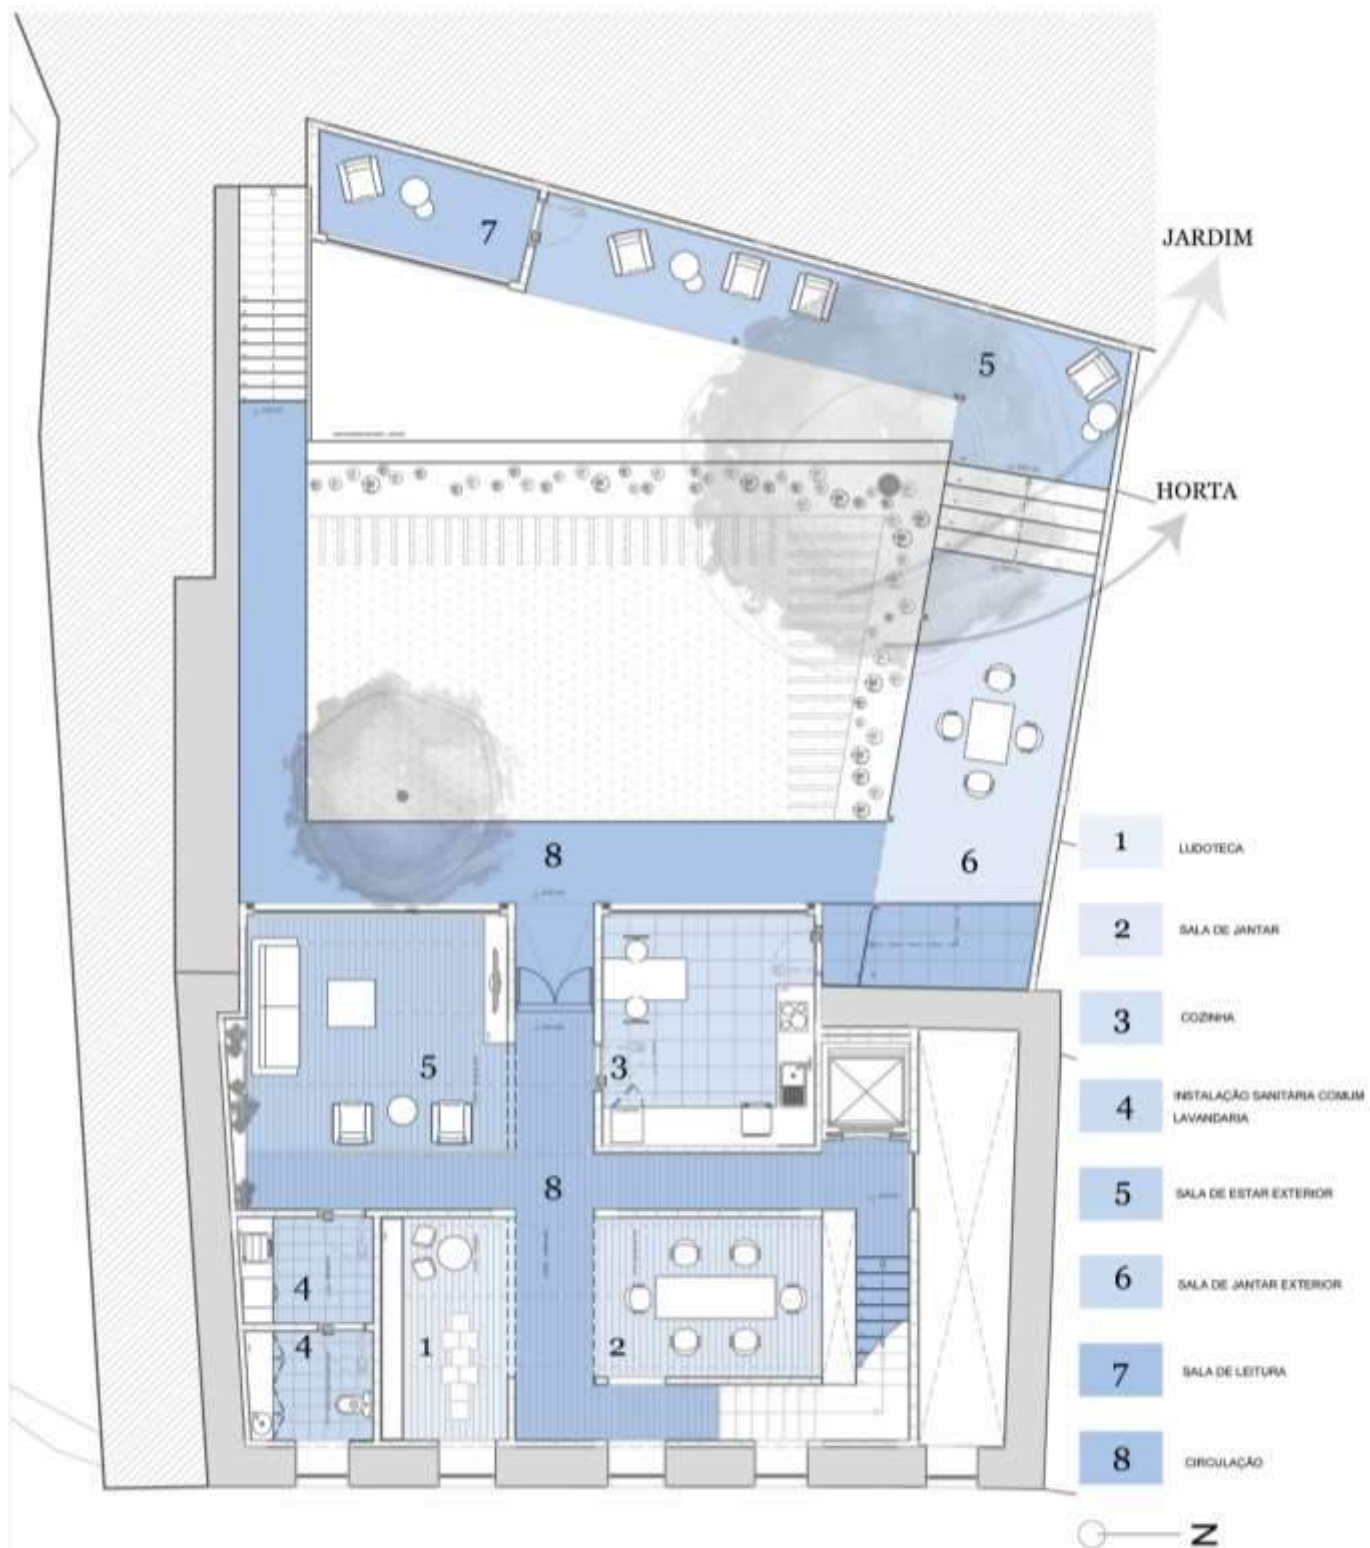 7
JARDIM
5
HORTA
8
6
1 LUDOTECA
2 SALA DE JANTAR
3 COZINHA
4 INSTALAÇÃO SANITÁRIA COMUM
LAVANDARIA
5 SALA DE ESTAR EXTERIOR
6 SALA DE JANTAR EXTERIOR
7 SALA DE LEITURA
8 CIRCULAÇÃO
N
5
3
8
4
4
1
2